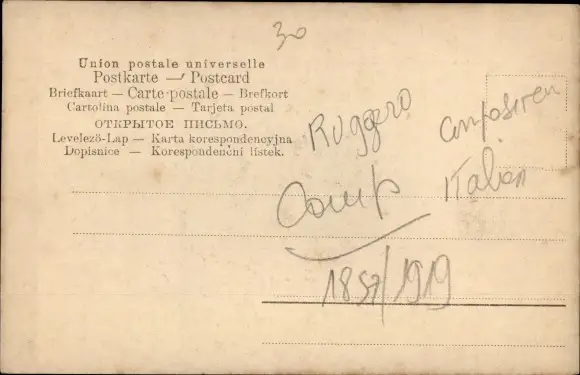 30
Union postale universelle
Postkarte — Postcard
Briefkaart — Carte postale — Brefkort
Cartolina postale — Tarjeta postal
ОТКРЫТОЕ ПИСЬМО.
Levelező-Lap — Karta korespondencyjna
Dopisnice — Korespondenční lístek.
Ruggero
Comp
Italien
1857/1919